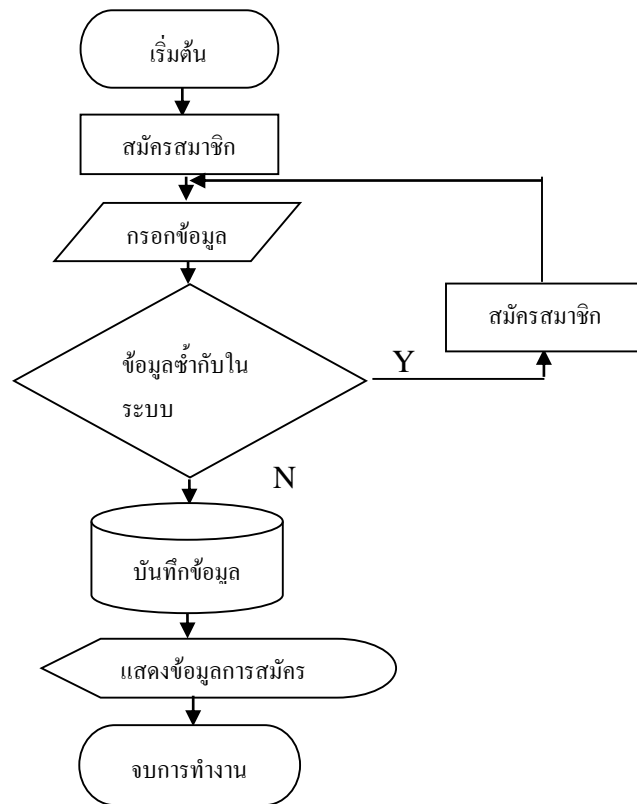 เริ่มต้น
สมัครสมาชิก
กรอกข้อมูล
สมัครสมาชิก
ข้อมูลซ้ำกับใน
ระบบ
Y
N
บันทึกข้อมูล
แสดงข้อมูลการสมัคร
จบการทำงาน